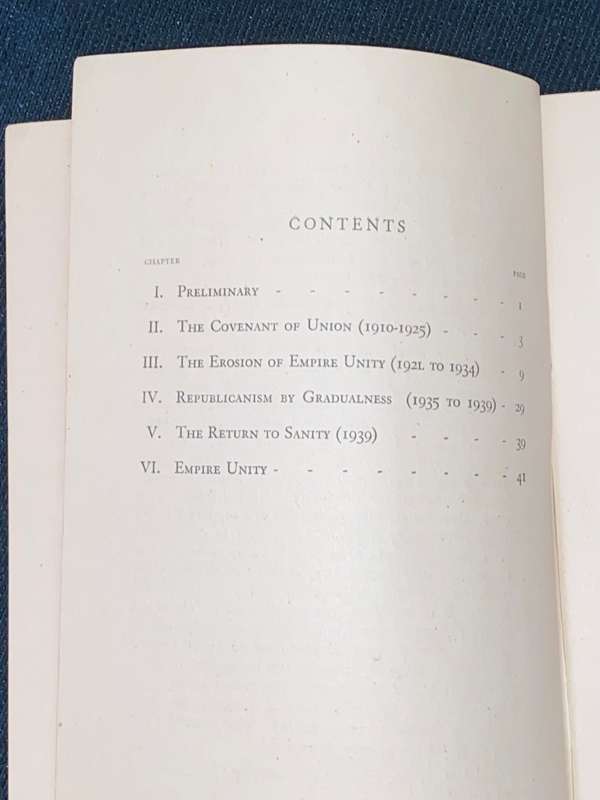 CONTENTS
CHAPTER PAGE
I. PRELIMINARY - - - - - - - 1
II. THE COVENANT OF UNION (1910-1925) - - - 3
III. THE EROSION OF EMPIRE UNITY (1921 TO 1934) - 9
IV. REPUBLICANISM BY GRADUALNESS (1935 TO 1939) - 29
V. THE RETURN TO SANITY (1939) - - - - 39
VI. EMPIRE UNITY - - - - - - - - 41